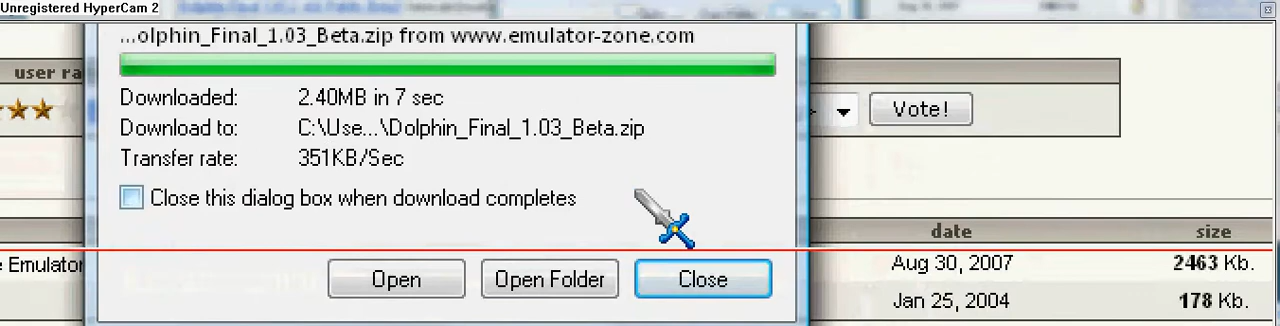 Unregistered HyperCam 2
...olphin_Final_1.03_Beta.zip from www.emulator-zone.com
user ra
Downloaded: 2.40MB in 7 sec
Vote!
Download to: C:\Use...\Dolphin_Final_1.03_Beta.zip
Transfer rate: 351KB/Sec
Close this dialog box when download completes
date size
e Emulator
Aug 30, 2007 2463 Kb.
Open Open Folder Close
Jan 25, 2004 178 Kb.